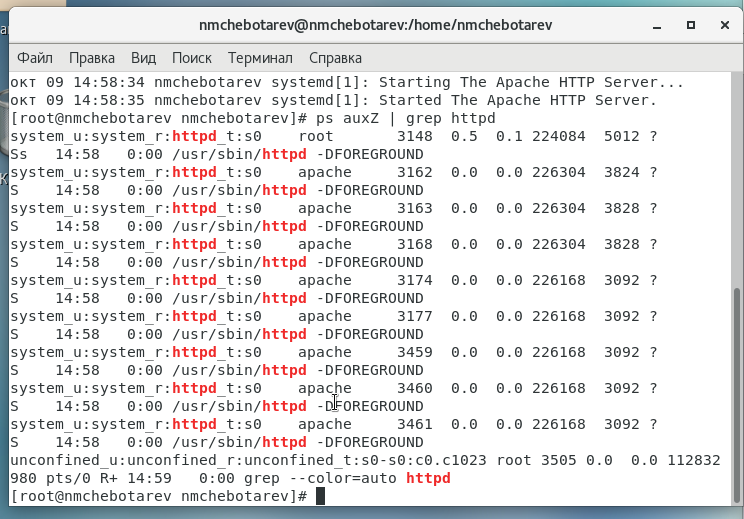 nmchebotarev@nmchebotarev:/home/nmchebotarev
Файл Правка Вид Поиск Терминал Справка
окт 09 14:58:34 nmchebotarev systemd[1]: Starting The Apache HTTP Server...
окт 09 14:58:35 nmchebotarev systemd[1]: Started The Apache HTTP Server.
[root@nmchebotarev nmchebotarev]# ps auxZ | grep httpd
system_u:system_r:httpd_t:s0    root       3148  0.5  0.1 224084  5012 ?
Ss   14:58   0:00 /usr/sbin/httpd -DFOREGROUND
system_u:system_r:httpd_t:s0    apache     3162  0.0  0.0 226304  3824 ?
S    14:58   0:00 /usr/sbin/httpd -DFOREGROUND
system_u:system_r:httpd_t:s0    apache     3163  0.0  0.0 226304  3828 ?
S    14:58   0:00 /usr/sbin/httpd -DFOREGROUND
system_u:system_r:httpd_t:s0    apache     3168  0.0  0.0 226304  3828 ?
S    14:58   0:00 /usr/sbin/httpd -DFOREGROUND
system_u:system_r:httpd_t:s0    apache     3174  0.0  0.0 226168  3092 ?
S    14:58   0:00 /usr/sbin/httpd -DFOREGROUND
system_u:system_r:httpd_t:s0    apache     3177  0.0  0.0 226168  3092 ?
S    14:58   0:00 /usr/sbin/httpd -DFOREGROUND
system_u:system_r:httpd_t:s0    apache     3459  0.0  0.0 226168  3092 ?
S    14:58   0:00 /usr/sbin/httpd -DFOREGROUND
system_u:system_r:httpd_t:s0    apache     3460  0.0  0.0 226168  3092 ?
S    14:58   0:00 /usr/sbin/httpd -DFOREGROUND
system_u:system_r:httpd_t:s0    apache     3461  0.0  0.0 226168  3092 ?
S    14:58   0:00 /usr/sbin/httpd -DFOREGROUND
unconfined_u:unconfined_r:unconfined_t:s0-s0:c0.c1023 root 3505 0.0  0.0 112832
980 pts/0 R+ 14:59   0:00 grep --color=auto httpd
[root@nmchebotarev nmchebotarev]#